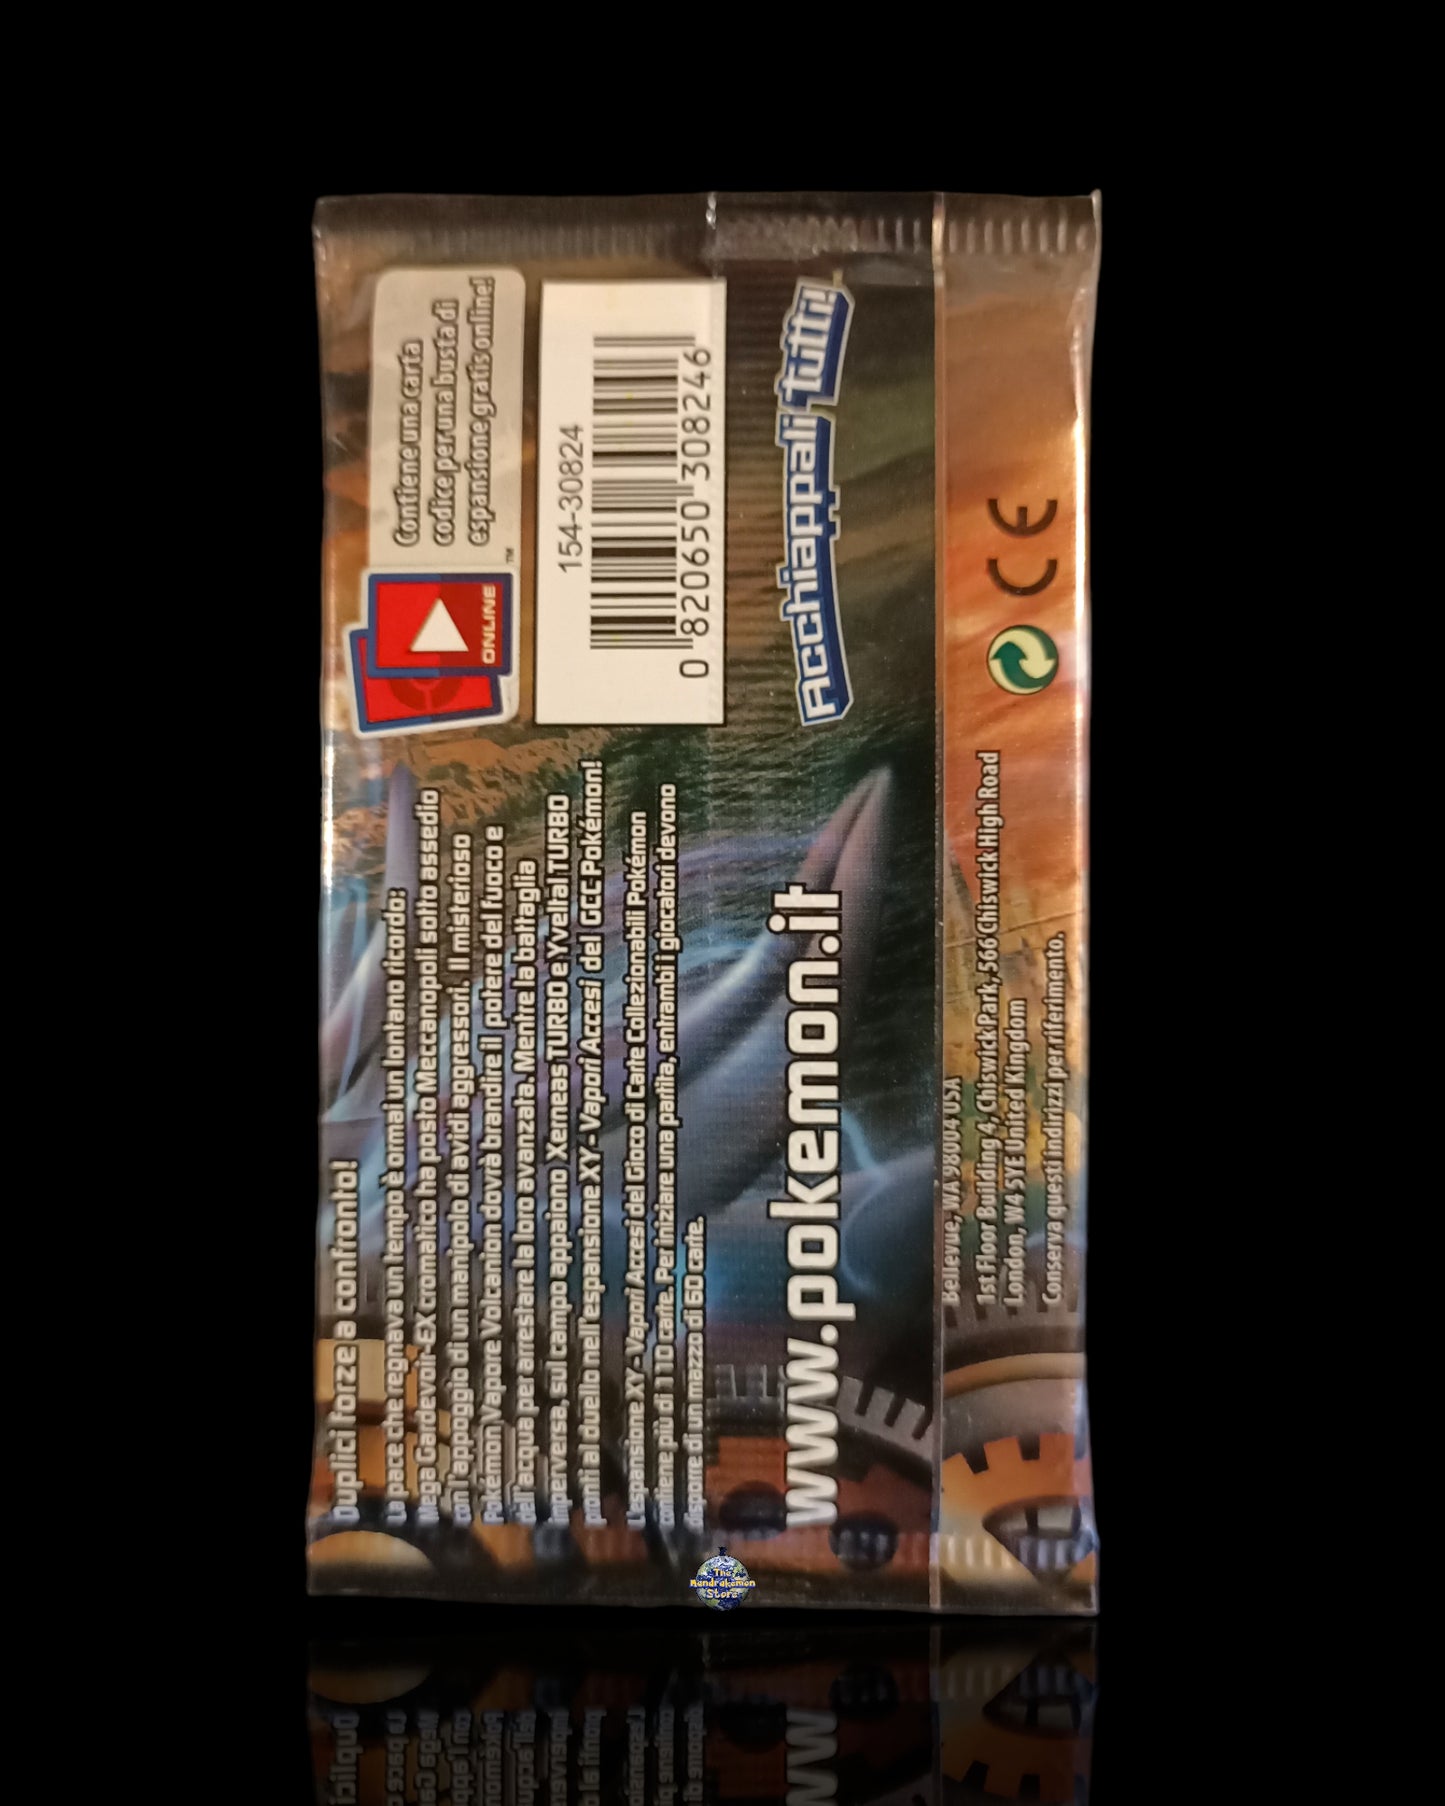 Duplici forze a confronto!
La pace che regnava un tempo è ormai un lontano ricordo:
Mega Gardevoir-EX cromatico ha posto Meccanopoli sotto assedio
con l'appoggio di un manipolo di avidi aggressori. Il misterioso
Pokémon Vapore Volcanion dovrà brandire il potere del fuoco e
dell'acqua per arrestare la loro avanzata. Mentre la battaglia
imperversa, sul campo appaiono Xerneas TURBO e Yveltal TURBO
pronti al duello nell'espansione XY - Vapori Accesi del GCC Pokémon!
L'espansione XY - Vapori Accesi del Gioco di Carte Collezionabili Pokémon
contiene più di 110 carte. Per iniziare una partita, entrambi i giocatori devono
disporre di un mazzo di 60 carte.
www.pokemon.it
ONLINE
™
Contiene una carta
codice per una busta di
espansione gratis online!
154-30824
0 820650 308246
Acchiappali tutti!
Bellevue, WA 98004 USA
1st Floor Building 4, Chiswick Park, 566 Chiswick High Road
London, W4 5YE United Kingdom
Conserva questi indirizzi per riferimento.
CE
The
Mandrakemon
Store